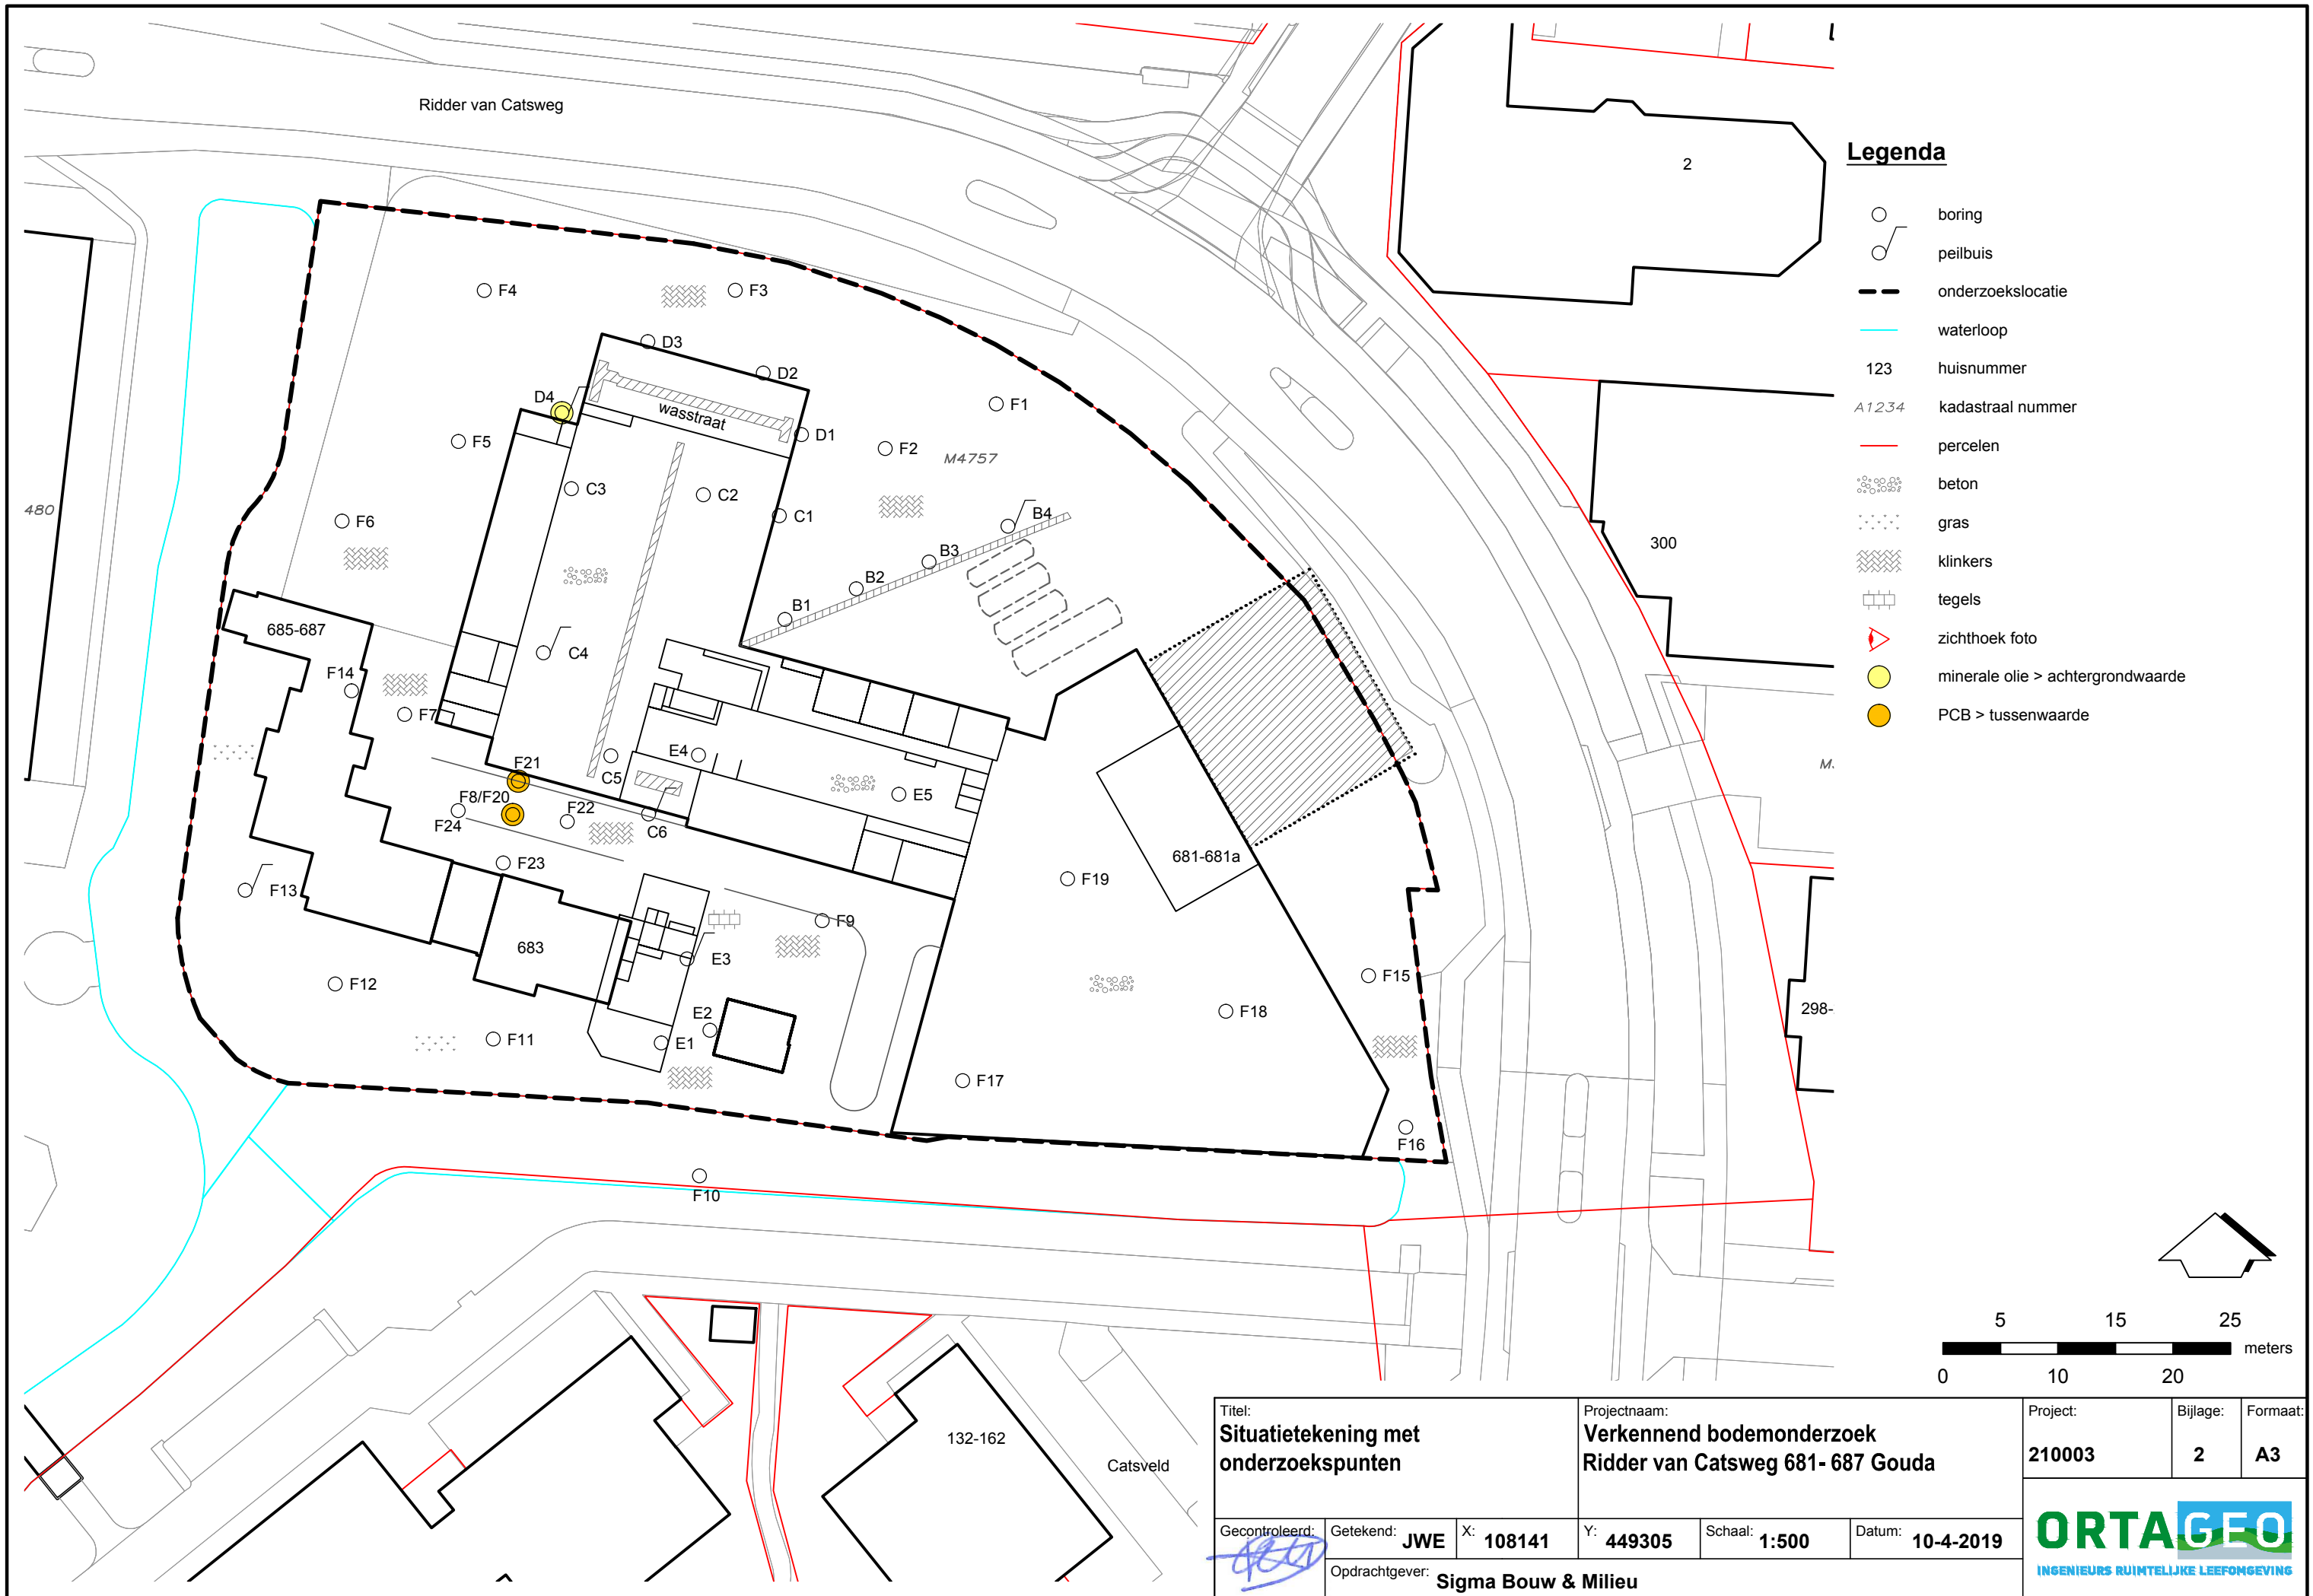 Ridder van Catsweg
2
Legenda
boring
peilbuis
onderzoekslocatie
waterloop
123 huisnummer
A1234 kadastraal nummer
percelen
beton
gras
klinkers
tegels
zichthoek foto
minerale olie > achtergrondwaarde
PCB > tussenwaarde
F4
F3
D3
D2
D4
wasstraat
F1
D1
F5
F2
M4757
C3
C2
480
C1
F6
B4
300
B3
B2
B1
685-687
C4
F14
F7
E4
C5
F21
M.
E5
F8/F20
F22
F24
C6
681-681a
F23
F19
F13
F9
683
E3
F15
F12
298-
F18
E2
F11
E1
F17
F16
F10
5 15 25
meters
0 10 20
132-162
Catsveld
Titel:
Situatietekening met
onderzoekspunten
Projectnaam:
Verkennend bodemonderzoek
Ridder van Catsweg 681- 687 Gouda
Project:
210003
Bijlage:
2
Formaat:
A3
Gecontroleerd:
Getekend: JWE
X: 108141
Y: 449305
Schaal: 1:500
Datum: 10-4-2019
Opdrachtgever: Sigma Bouw & Milieu
ORTAGEO
INGENIEURS RUIMTELIJKE LEEFOMGEVING